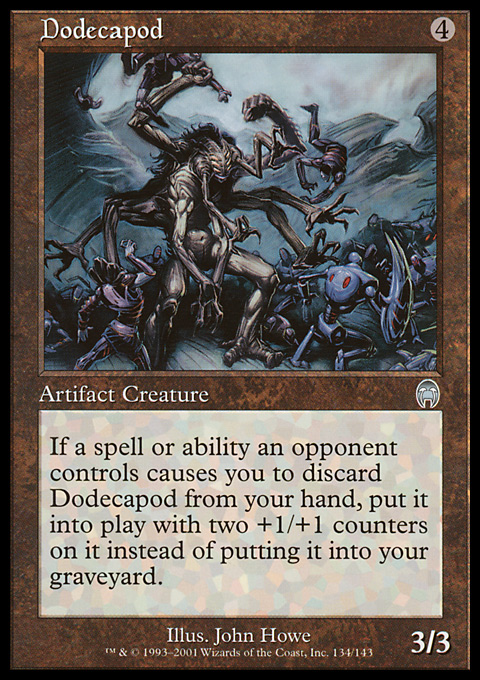 Dodecapod 4
Artifact Creature
If a spell or ability an opponent
controls causes you to discard
Dodecapod from your hand, put it
into play with two +1/+1 counters
on it instead of putting it into your
graveyard.
Illus. John Howe
™ & © 1993–2001 Wizards of the Coast, Inc. 134/143
3/3